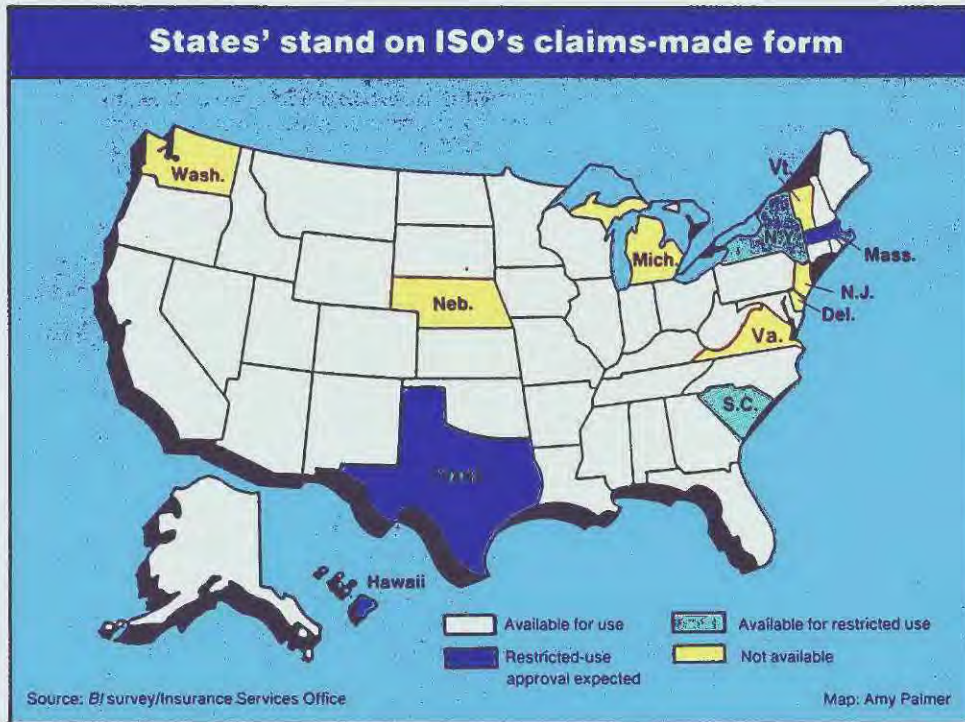 States' stand on ISO's claims-made form
Wash.
Vt.
N.Y.
Mich.
Mass.
Neb.
N.J.
Del.
Va.
S.C.
Hawaii
Available for use
Available for restricted use
Restricted-use
approval expected
Not available
Source: BI survey/Insurance Services Office
Map: Amy Palmer